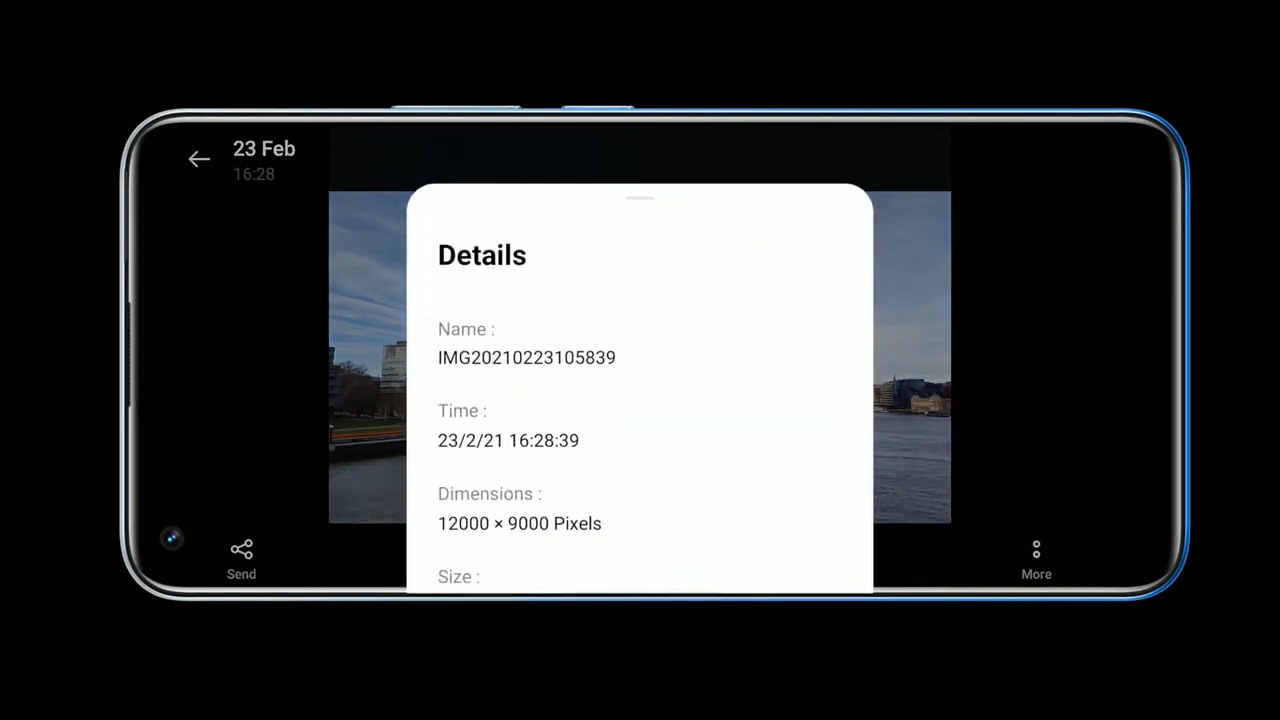 23 Feb
16:28
Details
Name :
IMG20210223105839
Time :
23/2/21 16:28:39
Dimensions :
12000 × 9000 Pixels
Size :
Send
More